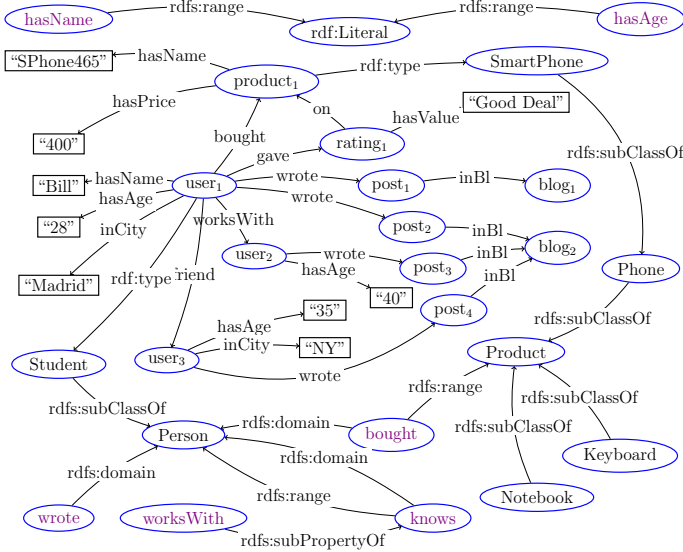 hasName
rdfs:range
rdf:Literal
rdfs:range
hasAge
“SPhone465”
hasName
product1
rdf:type
SmartPhone
hasPrice
on
hasValue
“Good Deal”
“400”
bought
rating1
rdfs:subClassOf
gave
“Bill”
hasName
user1
wrote
post1
inBl
blog1
hasAge
wrote
“28”
inCity
worksWith
post2
inBl
blog2
user2
wrote
post3
inBl
“Madrid”
rdf:type
hasAge
“40”
inBl
Phone
post4
“35”
hasAge
rdfs:subClassOf
Student
user3
inCity
“NY”
wrote
Product
rdfs:subClassOf
rdfs:range
rdfs:subClassOf
rdfs:subClassOf
Person
rdfs:domain
bought
rdfs:domain
Keyboard
rdfs:domain
rdfs:range
Notebook
wrote
worksWith
rdfs:subPropertyOf
knows